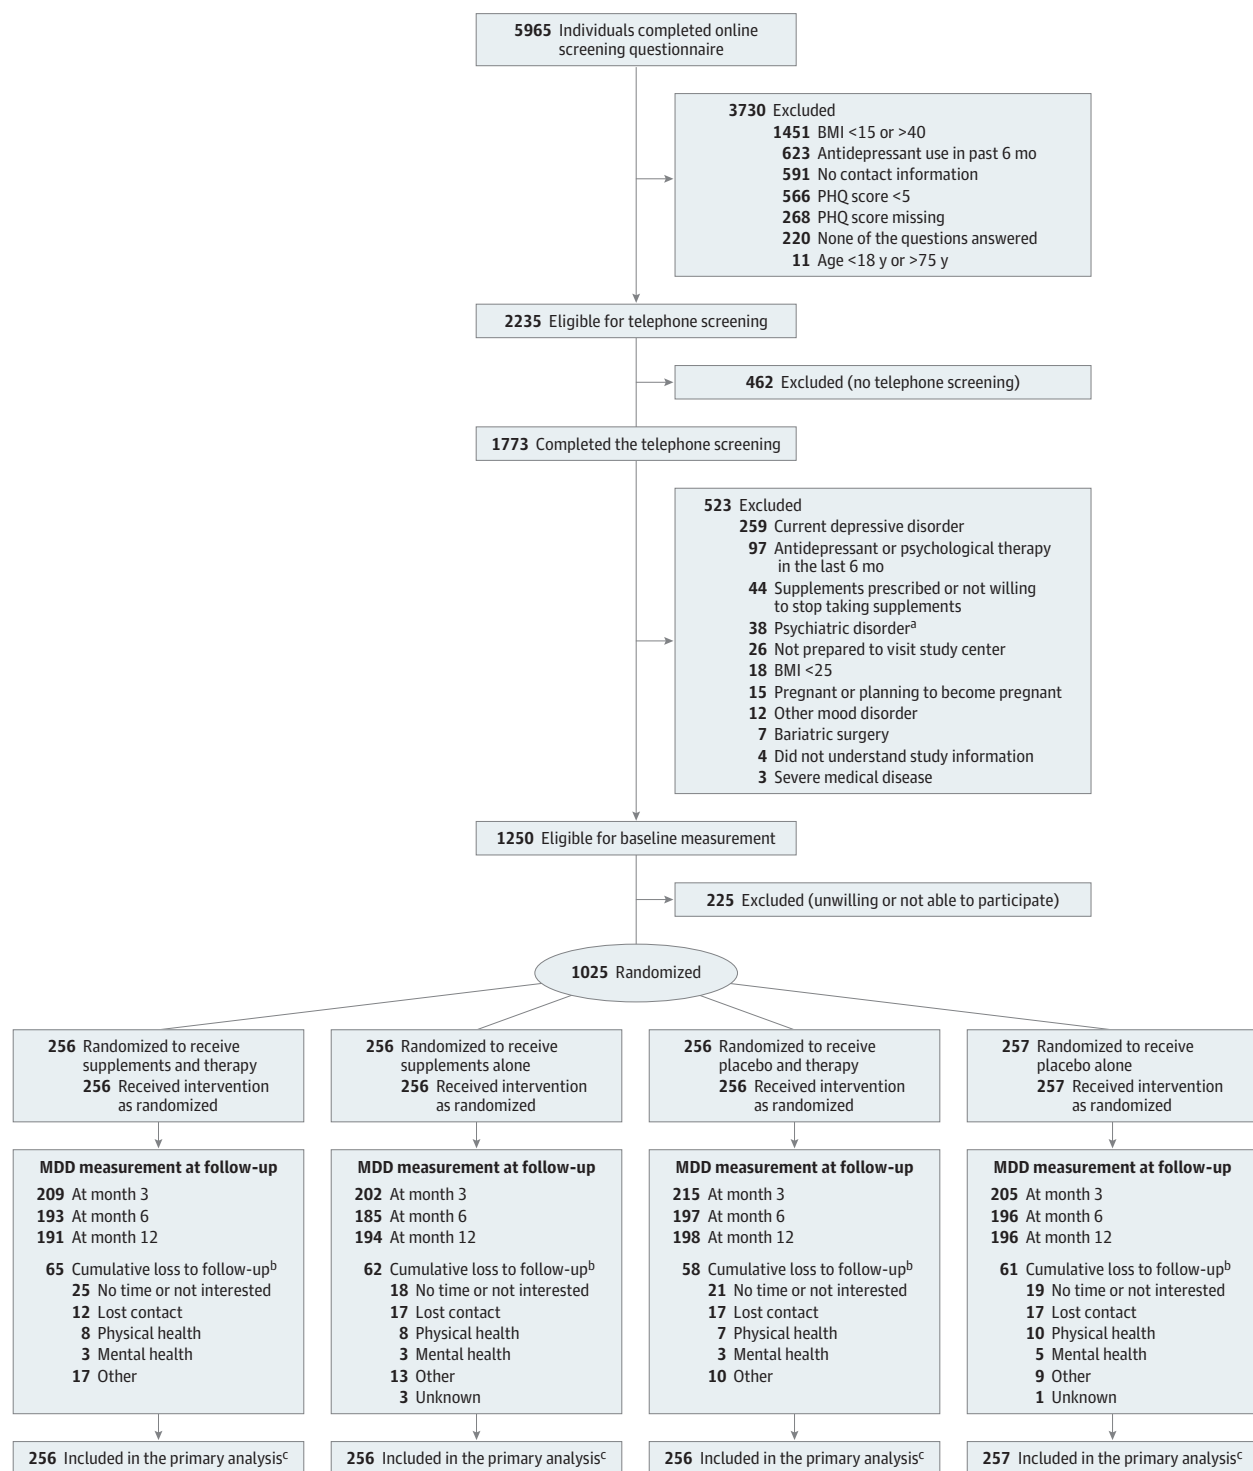 5965 Individuals completed online
screening questionnaire
3730 Excluded
1451 BMI <15 or >40
623 Antidepressant use in past 6 mo
591 No contact information
566 PHQ score <5
268 PHQ score missing
220 None of the questions answered
11 Age <18 y or >75 y
2235 Eligible for telephone screening
462 Excluded (no telephone screening)
1773 Completed the telephone screening
523 Excluded
259 Current depressive disorder
97 Antidepressant or psychological therapy
in the last 6 mo
44 Supplements prescribed or not willing
to stop taking supplements
38 Psychiatric disorderᵃ
26 Not prepared to visit study center
18 BMI <25
15 Pregnant or planning to become pregnant
12 Other mood disorder
7 Bariatric surgery
4 Did not understand study information
3 Severe medical disease
1250 Eligible for baseline measurement
225 Excluded (unwilling or not able to participate)
1025 Randomized
256 Randomized to receive
supplements and therapy
256 Received intervention
as randomized
256 Randomized to receive
supplements alone
256 Received intervention
as randomized
256 Randomized to receive
placebo and therapy
256 Received intervention
as randomized
257 Randomized to receive
placebo alone
257 Received intervention
as randomized
MDD measurement at follow-up
209 At month 3
193 At month 6
191 At month 12
65 Cumulative loss to follow-upᵇ
25 No time or not interested
12 Lost contact
8 Physical health
3 Mental health
17 Other
MDD measurement at follow-up
202 At month 3
185 At month 6
194 At month 12
62 Cumulative loss to follow-upᵇ
18 No time or not interested
17 Lost contact
8 Physical health
3 Mental health
13 Other
3 Unknown
MDD measurement at follow-up
215 At month 3
197 At month 6
198 At month 12
58 Cumulative loss to follow-upᵇ
21 No time or not interested
17 Lost contact
7 Physical health
3 Mental health
10 Other
MDD measurement at follow-up
205 At month 3
196 At month 6
196 At month 12
61 Cumulative loss to follow-upᵇ
19 No time or not interested
17 Lost contact
10 Physical health
5 Mental health
9 Other
1 Unknown
256 Included in the primary analysisᶜ
256 Included in the primary analysisᶜ
256 Included in the primary analysisᶜ
257 Included in the primary analysisᶜ